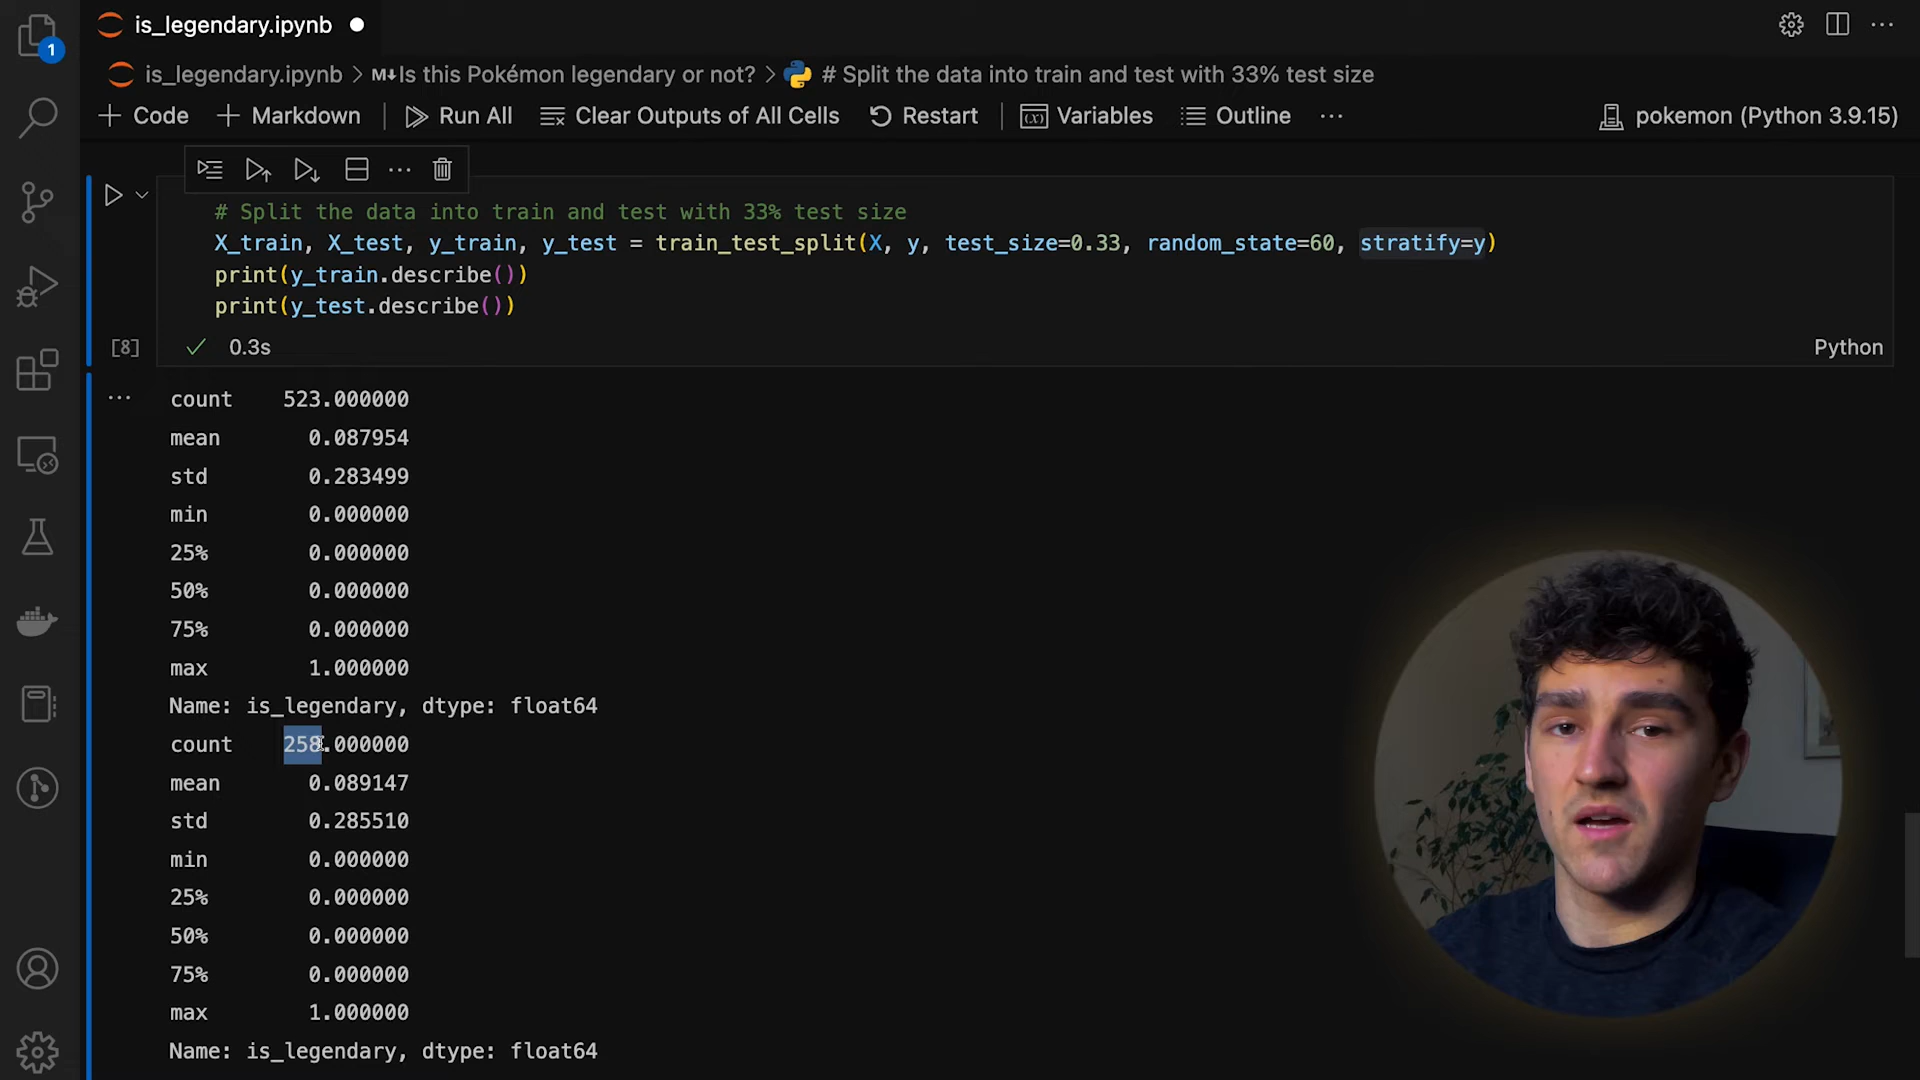 is_legendary.ipynb
1
is_legendary.ipynb > M↓Is this Pokémon legendary or not? > # Split the data into train and test with 33% test size
+ Code + Markdown Run All Clear Outputs of All Cells Restart Variables Outline ... pokemon (Python 3.9.15)
# Split the data into train and test with 33% test size
X_train, X_test, y_train, y_test = train_test_split(X, y, test_size=0.33, random_state=60, stratify=y)
print(y_train.describe())
print(y_test.describe())
[8] 0.3s Python
count 523.000000
mean 0.087954
std 0.283499
min 0.000000
25% 0.000000
50% 0.000000
75% 0.000000
max 1.000000
Name: is_legendary, dtype: float64
count 258.000000
mean 0.089147
std 0.285510
min 0.000000
25% 0.000000
50% 0.000000
75% 0.000000
max 1.000000
Name: is_legendary, dtype: float64